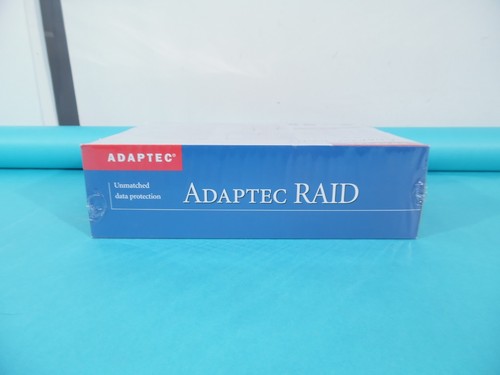 ADAPTEC®
Unmatched
data protection
ADAPTEC RAID